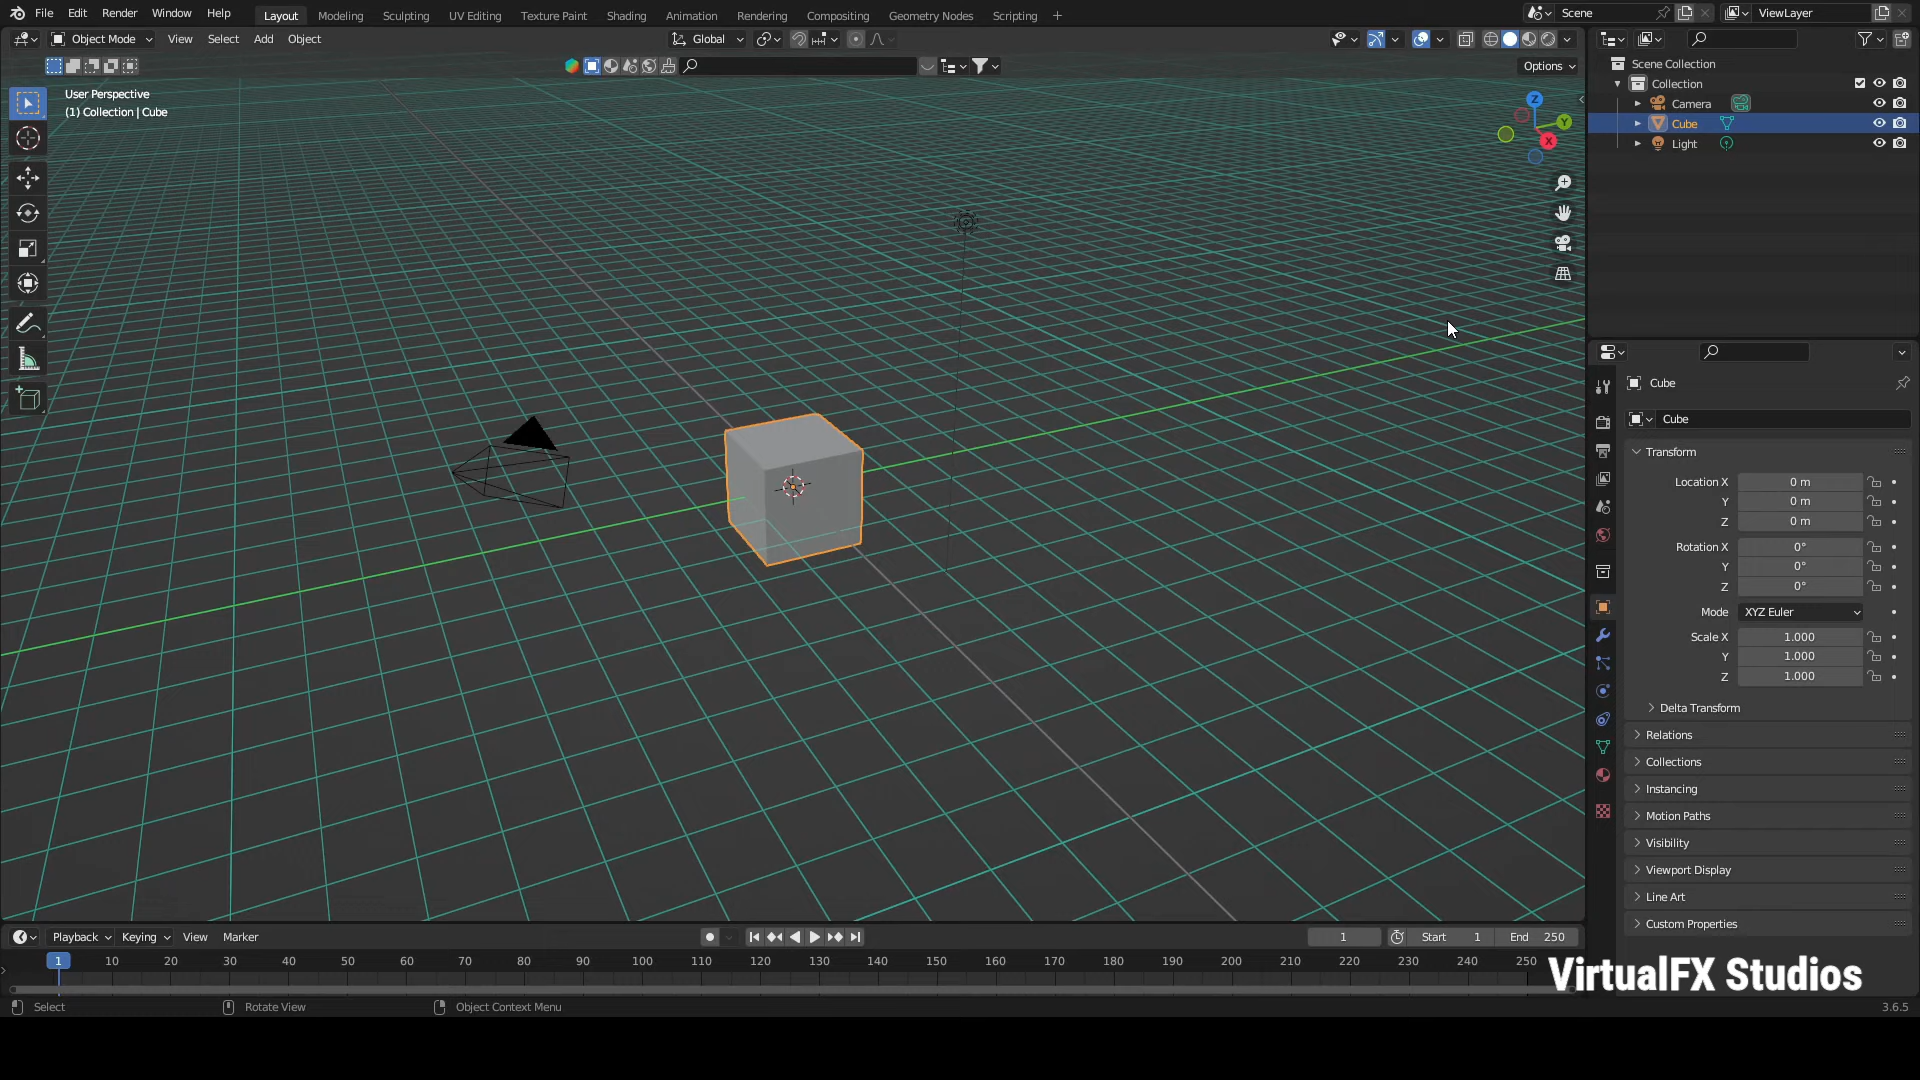 File Edit Render Window Help Layout Modeling Sculpting UV Editing Texture Paint Shading Animation Rendering Compositing Geometry Nodes Scripting + Scene ViewLayer
Object Mode View Select Add Object Global
Options
User Perspective
(1) Collection | Cube
Z
Y
X
Scene Collection
Collection
Camera
Cube
Light
Cube
Cube
Transform
Location X 0 m
Y 0 m
Z 0 m
Rotation X 0°
Y 0°
Z 0°
Mode XYZ Euler
Scale X 1.000
Y 1.000
Z 1.000
Delta Transform
Relations
Collections
Instancing
Motion Paths
Visibility
Viewport Display
Line Art
Custom Properties
Playback Keying View Marker 1 Start 1 End 250
1 10 20 30 40 50 60 70 80 90 100 110 120 130 140 150 160 170 180 190 200 210 220 230 240 250
VirtualFX Studios
Select Rotate View Object Context Menu 3.6.5